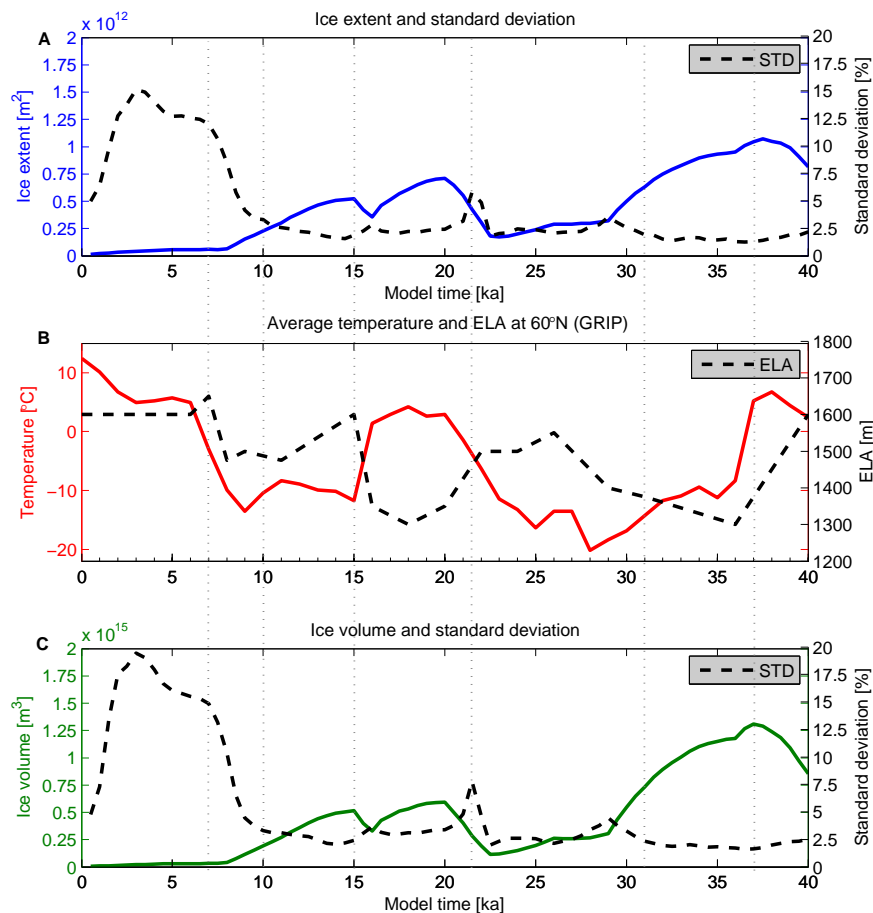 Ice extent and standard deviation
A
x 10^12
2
1.75
1.5
1.25
1
0.75
0.5
0.25
0
Ice extent [m^2]
STD
20
17.5
15
12.5
10
7.5
5
2.5
0
Standard deviation [%]
0 5 10 15 20 25 30 35 40
Model time [ka]
Average temperature and ELA at 60°N (GRIP)
B
10
0
−10
−20
Temperature [°C]
ELA
1800
1700
1600
1500
1400
1300
1200
ELA [m]
0 5 10 15 20 25 30 35 40
Ice volume and standard deviation
C
x 10^15
2
1.75
1.5
1.25
1
0.75
0.5
0.25
0
Ice volume [m^3]
STD
20
17.5
15
12.5
10
7.5
5
2.5
0
Standard deviation [%]
0 5 10 15 20 25 30 35 40
Model time [ka]